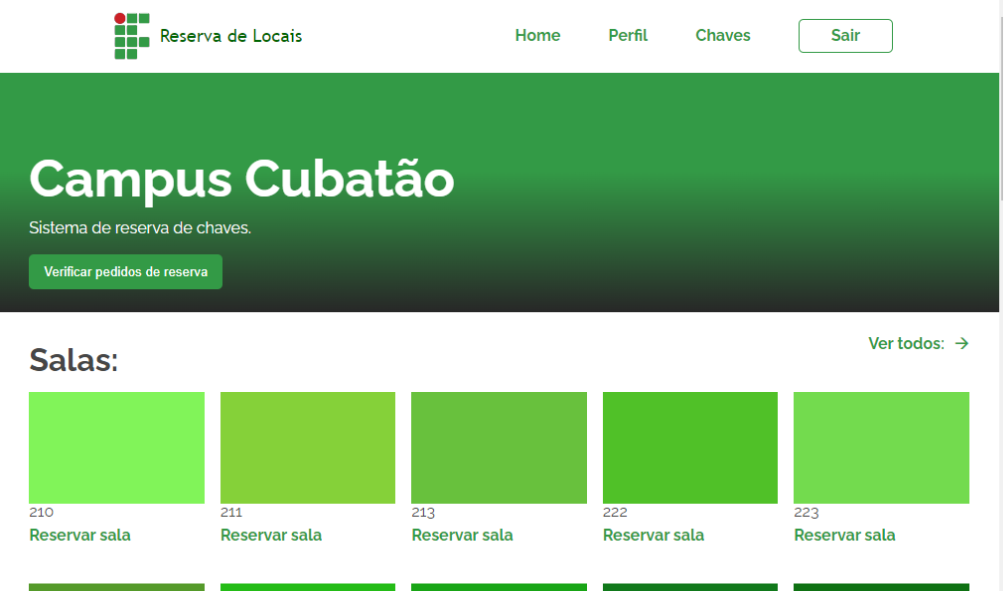 Reserva de Locais
Home
Perfil
Chaves
Sair
Campus Cubatão
Sistema de reserva de chaves.
Verificar pedidos de reserva
Ver todos: →
Salas:
210
211
213
222
223
Reservar sala
Reservar sala
Reservar sala
Reservar sala
Reservar sala